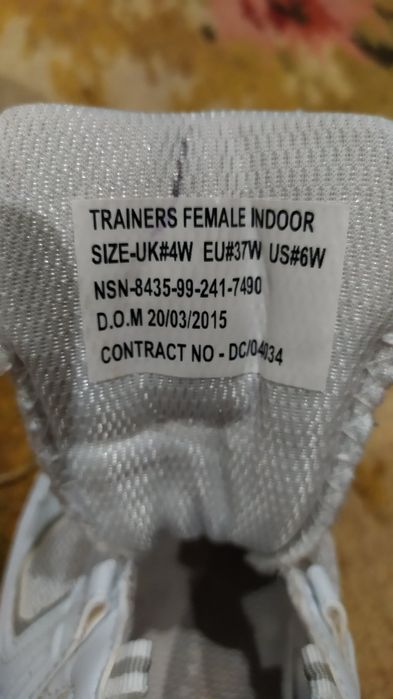 TRAINERS FEMALE INDOOR
SIZE-UK#4W EU#37W US#6W
NSN-8435-99-241-7490
D.O.M 20/03/2015
CONTRACT NO - DC/04034